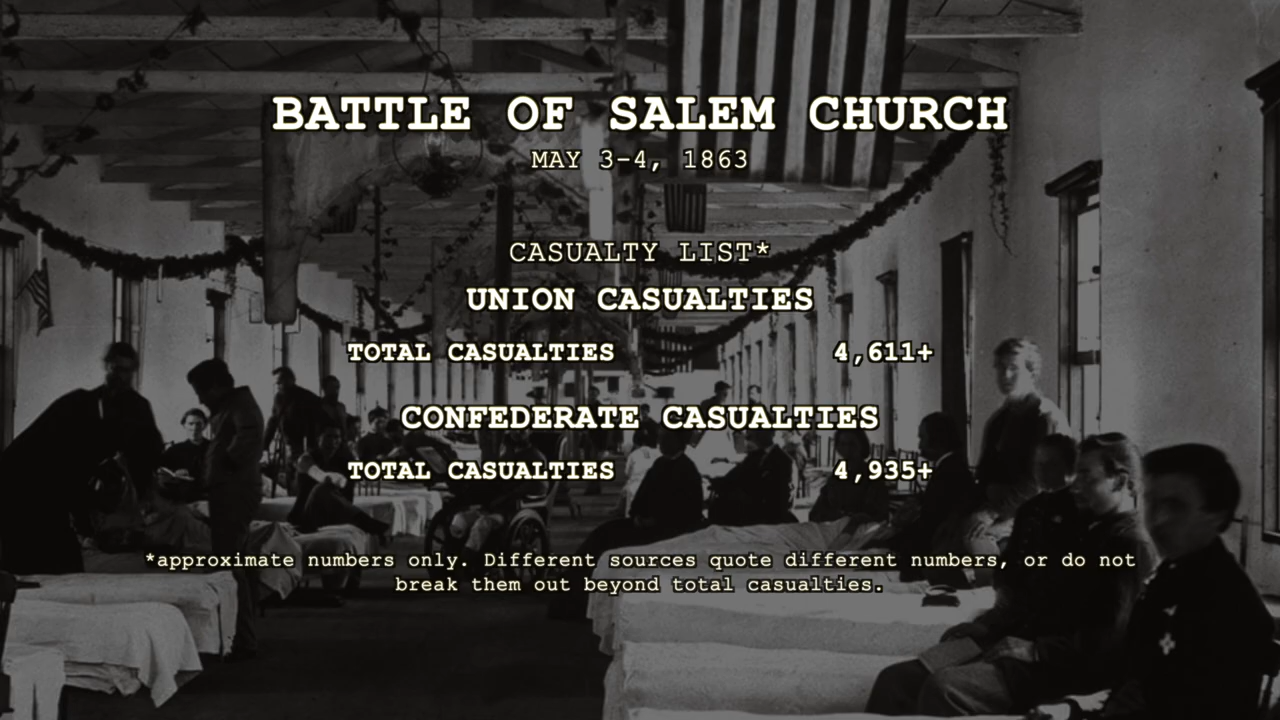 BATTLE OF SALEM CHURCH
MAY 3-4, 1863
CASUALTY LIST*
UNION CASUALTIES
TOTAL CASUALTIES 4,611+
CONFEDERATE CASUALTIES
TOTAL CASUALTIES 4,935+
*approximate numbers only. Different sources quote different numbers, or do not
break them out beyond total casualties.